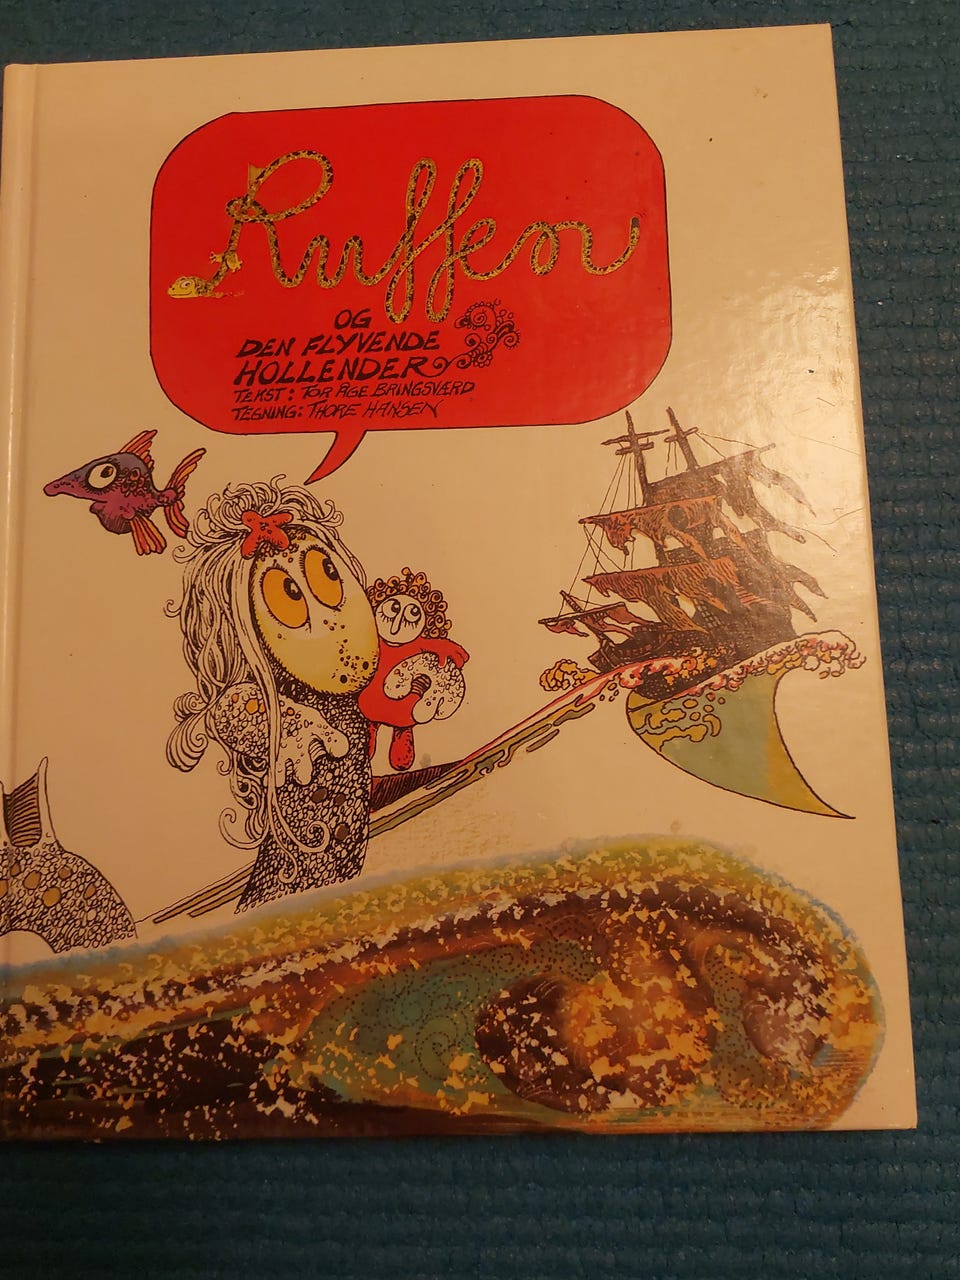 Ruffen
OG
DEN FLYVENDE
HOLLENDER
TEKST: TOR ÅGE BRINGSVÆRD
TEGNING: THORE HANSEN